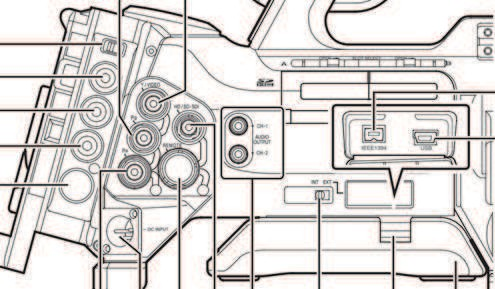 A
Y/VIDEO
HD/SD-SDI
PB
PR
REMOTE
CH-1
AUDIO
OUTPUT
CH-2
IEEE1394
USB
INT EXT
DC INPUT